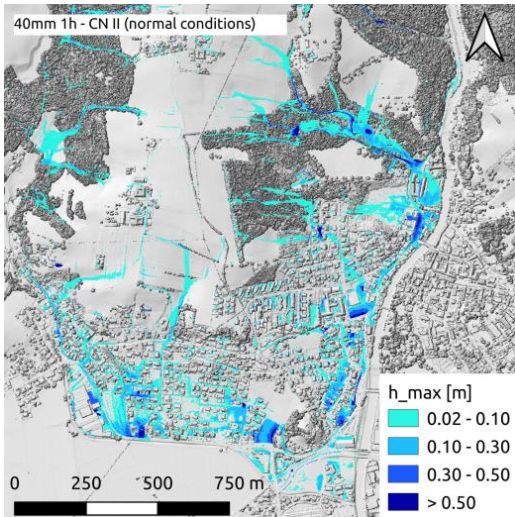 40mm 1h - CN II (normal conditions)
h_max [m]
0.02 - 0.10
0.10 - 0.30
0.30 - 0.50
> 0.50
0 250 500 750 m